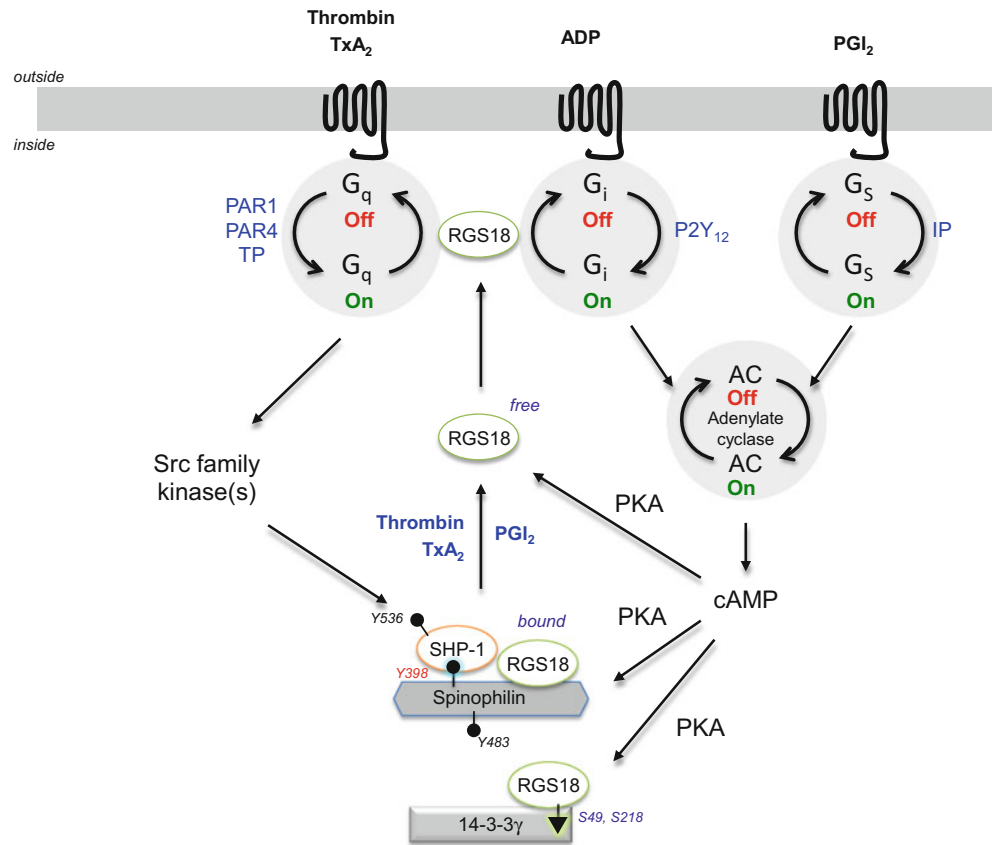 Thrombin
TxA₂
ADP
PGI₂
outside
inside
PAR1
PAR4
TP
Gq
Off
Gq
On
RGS18
Gi
Off
Gi
On
P2Y₁₂
GS
Off
GS
On
IP
AC
Off
Adenylate
cyclase
AC
On
free
RGS18
Src family
kinase(s)
Thrombin
TxA₂
PGI₂
PKA
cAMP
PKA
PKA
Y536
SHP-1
bound
RGS18
Y398
Spinophilin
Y483
RGS18
S49, S218
14-3-3γ